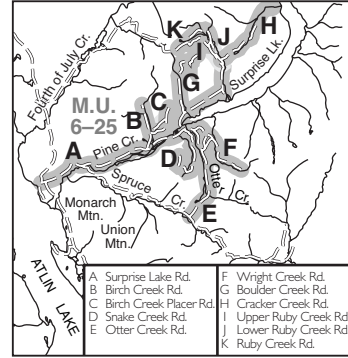 K
J
H
I
Fourth of July Cr.
Surprise Lk.
G
M.U.
6–25
C
B
A
Pine Cr.
D
F
Spruce Cr.
Otter Cr.
E
Monarch
Mtn.
Union
Mtn.
ATLIN LAKE
A Surprise Lake Rd.
B Birch Creek Rd.
C Birch Creek Placer Rd.
D Snake Creek Rd.
E Otter Creek Rd.
F Wright Creek Rd.
G Boulder Creek Rd.
H Cracker Creek Rd.
I Upper Ruby Creek Rd
J Lower Ruby Creek Rd.
K Ruby Creek Rd.